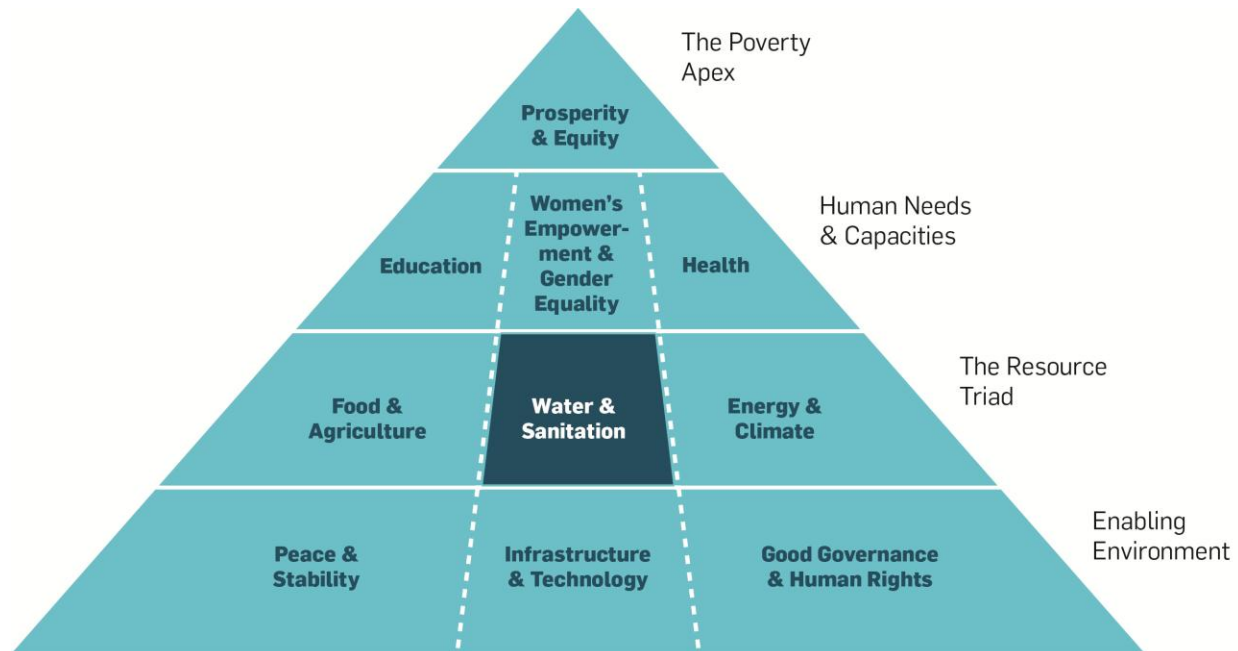 The Poverty
Apex
Prosperity
& Equity
Human Needs
& Capacities
Education
Women’s
Empower-
ment &
Gender
Equality
Health
The Resource
Triad
Food &
Agriculture
Water &
Sanitation
Energy &
Climate
Enabling
Environment
Peace &
Stability
Infrastructure
& Technology
Good Governance
& Human Rights